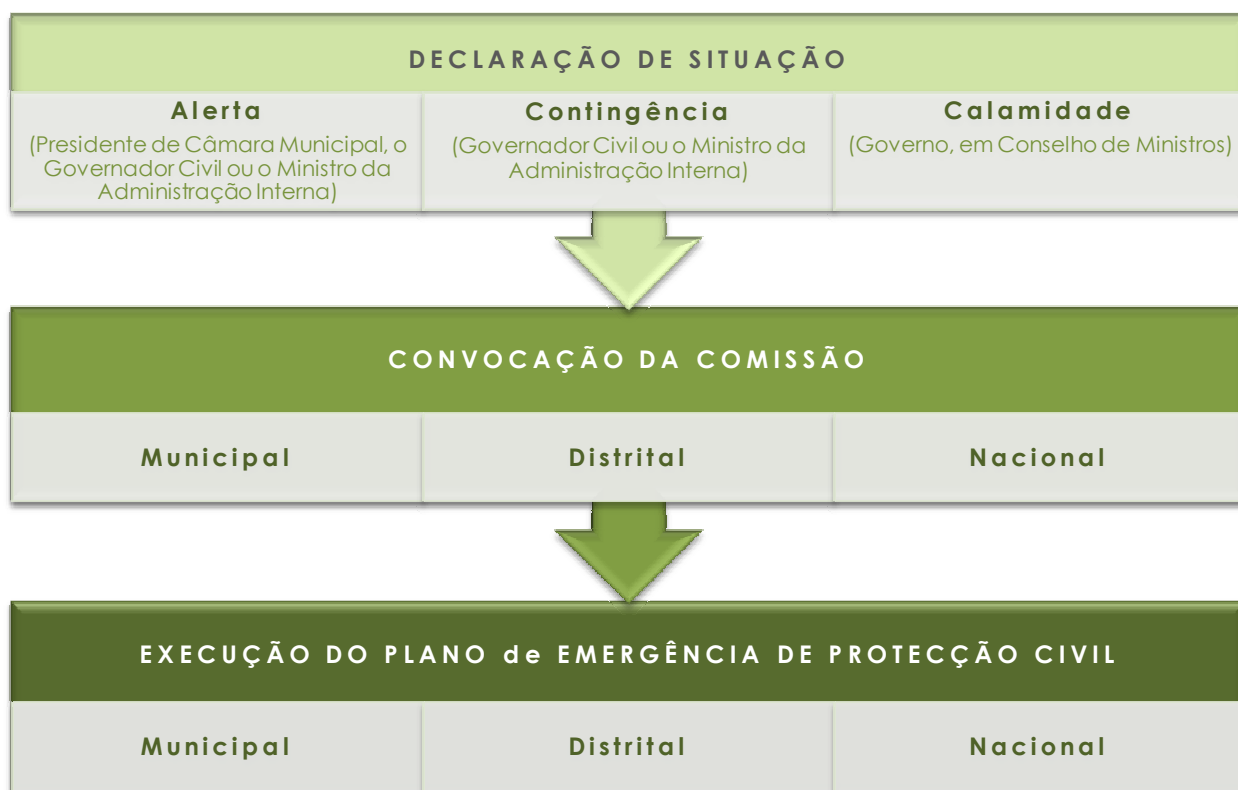 DECLARAÇÃO DE SITUAÇÃO
Alerta
(Presidente de Câmara Municipal, o
Governador Civil ou o Ministro da
Administração Interna)
Contingência
(Governador Civil ou o Ministro da
Administração Interna)
Calamidade
(Governo, em Conselho de Ministros)
CONVOCAÇÃO DA COMISSÃO
Municipal
Distrital
Nacional
EXECUÇÃO DO PLANO de EMERGÊNCIA DE PROTECÇÃO CIVIL
Municipal
Distrital
Nacional